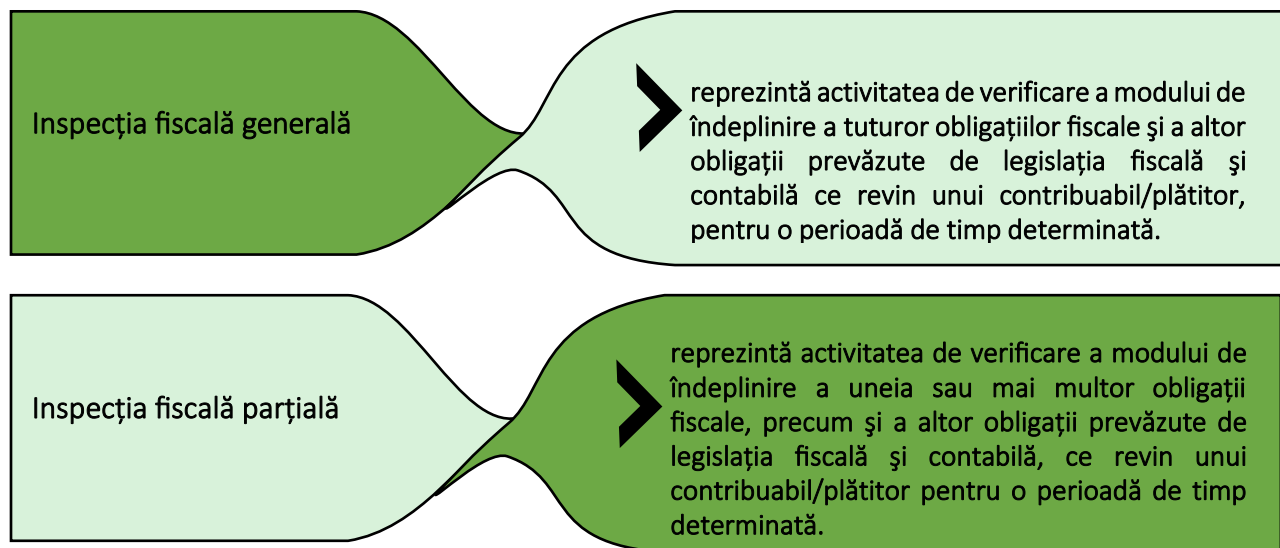 Inspecția fiscală generală
reprezintă activitatea de verificare a modului de
îndeplinire a tuturor obligațiilor fiscale şi a altor
obligații prevăzute de legislația fiscală şi
contabilă ce revin unui contribuabil/plătitor,
pentru o perioadă de timp determinată.
Inspecția fiscală parțială
reprezintă activitatea de verificare a modului de
îndeplinire a uneia sau mai multor obligații
fiscale, precum şi a altor obligații prevăzute de
legislația fiscală şi contabilă, ce revin unui
contribuabil/plătitor pentru o perioadă de timp
determinată.